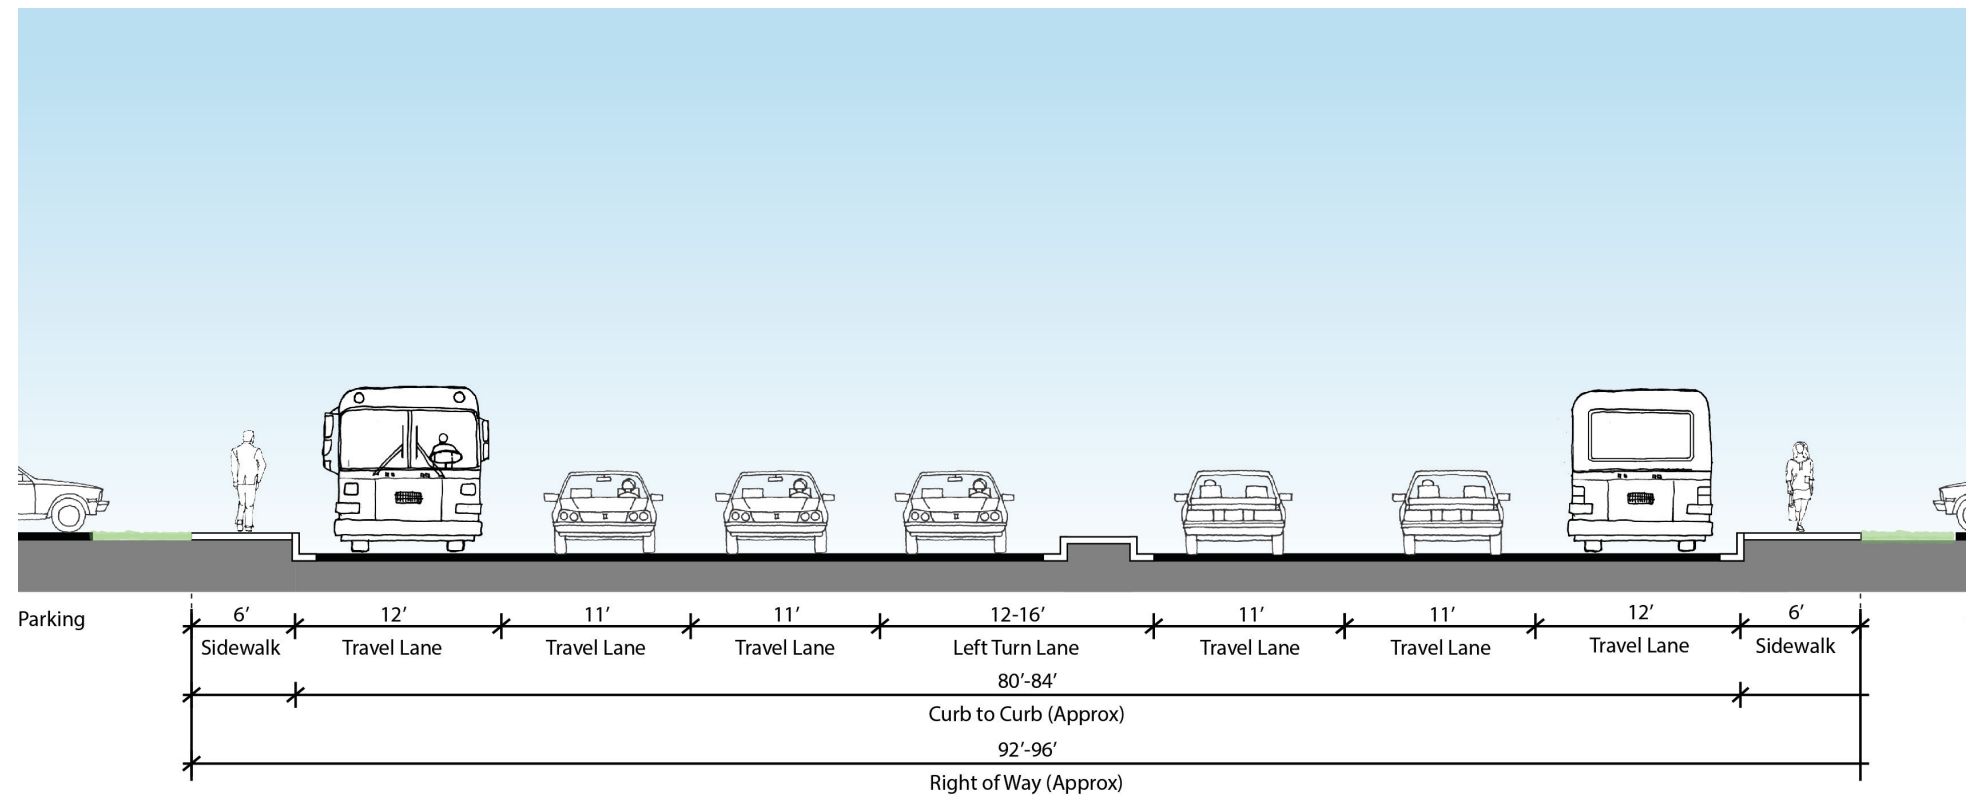 Parking
6′ 12′ 11′ 11′ 12-16′ 11′ 11′ 12′ 6′
Sidewalk Travel Lane Travel Lane Travel Lane Left Turn Lane Travel Lane Travel Lane Travel Lane Sidewalk
80′-84′
Curb to Curb (Approx)
92′-96′
Right of Way (Approx)